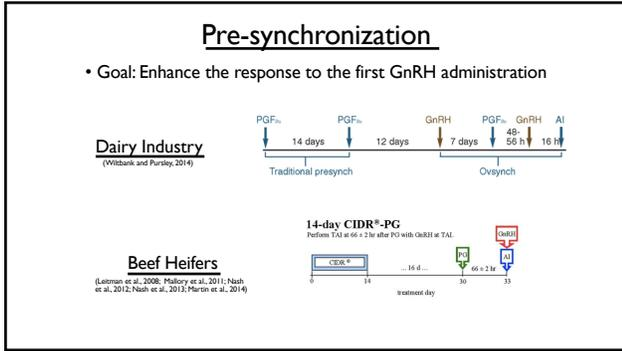 Pre-synchronization
• Goal: Enhance the response to the first GnRH administration
Dairy Industry
(Wiltbank and Pursley, 2014)
PGF₂α PGF₂α GnRH PGF₂α GnRH AI
14 days 12 days 7 days 48-56 h 16 h
Traditional presynch Ovsynch
Beef Heifers
(Leitman et al., 2008; Mallory et al., 2011; Nash
et al., 2012; Nash et al., 2013; Martin et al., 2014)
14-day CIDR®-PG
Perform TAI at 66 ± 2 hr after PG with GnRH at TAI.
GnRH
CIDR® PG AI
... 16 d ... 66 ± 2 hr
0 14 30 33
treatment day